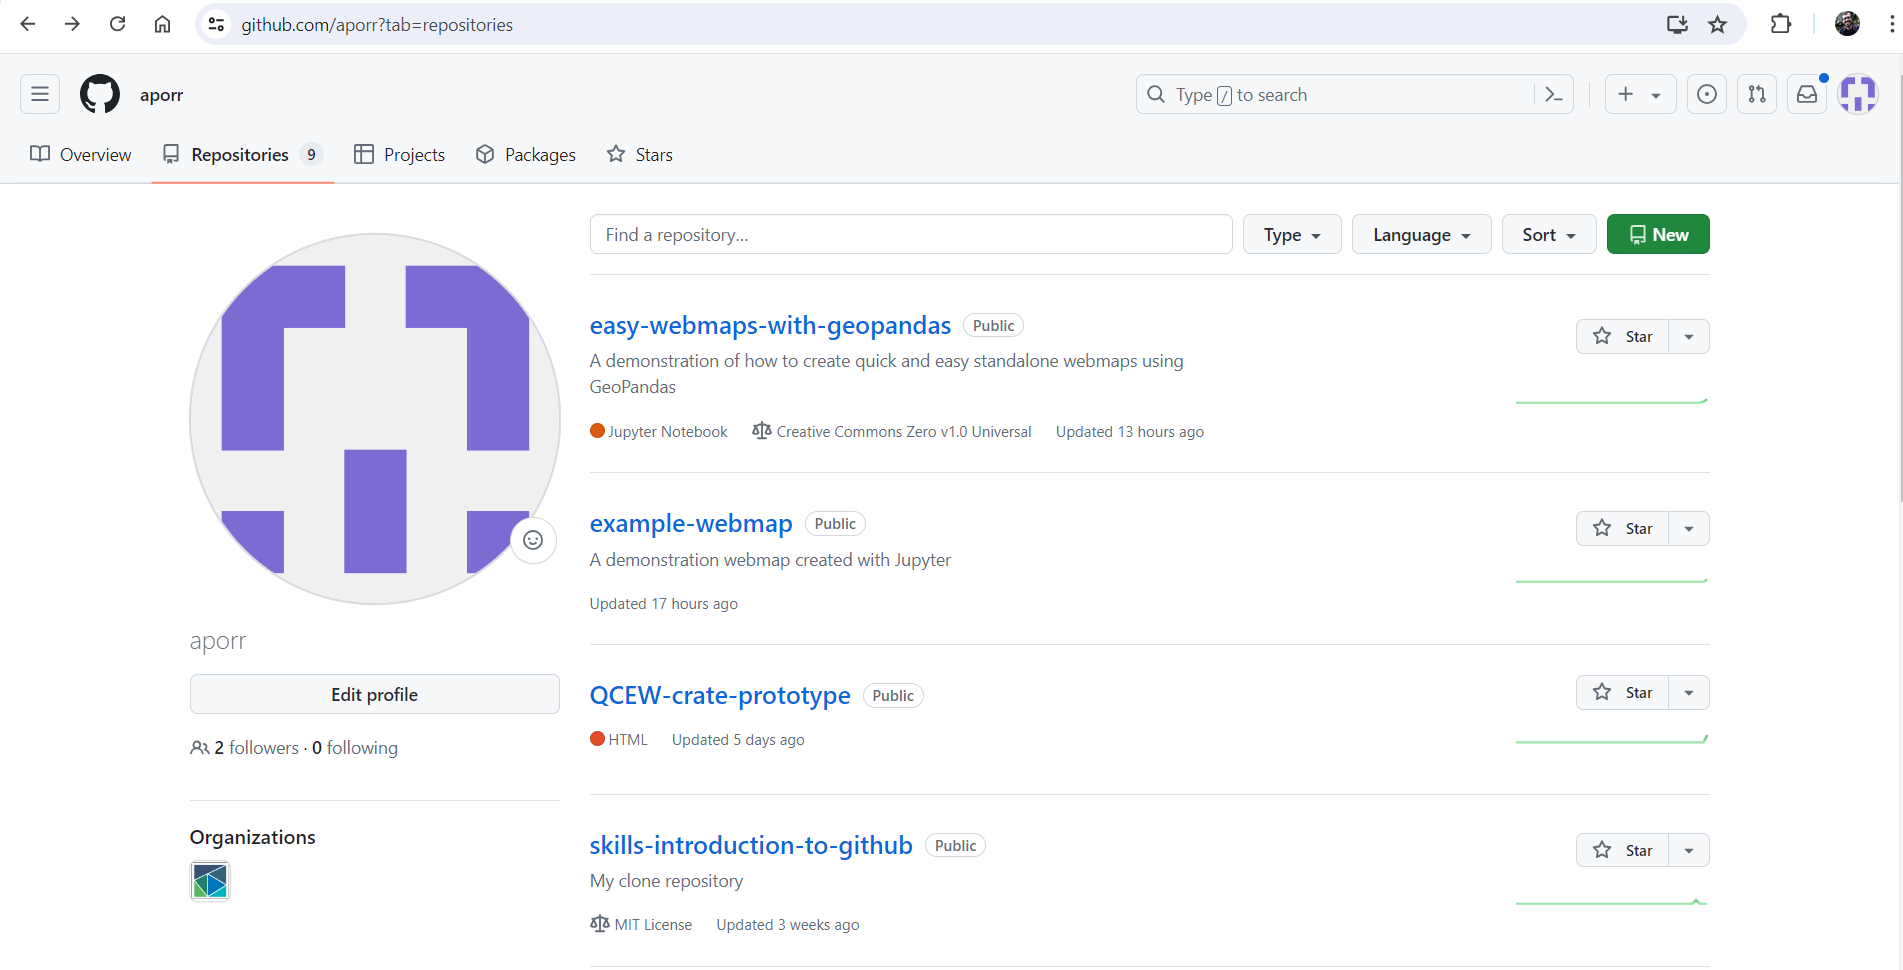 github.com/aporr?tab=repositories
aporr
Type / to search
Overview
Repositories 9
Projects
Packages
Stars
Find a repository...
Type
Language
Sort
New
easy-webmaps-with-geopandas Public
Star
A demonstration of how to create quick and easy standalone webmaps using
GeoPandas
Jupyter Notebook Creative Commons Zero v1.0 Universal Updated 13 hours ago
example-webmap Public
Star
A demonstration webmap created with Jupyter
Updated 17 hours ago
QCEW-crate-prototype Public
Star
HTML Updated 5 days ago
skills-introduction-to-github Public
Star
My clone repository
MIT License Updated 3 weeks ago
aporr
Edit profile
2 followers · 0 following
Organizations